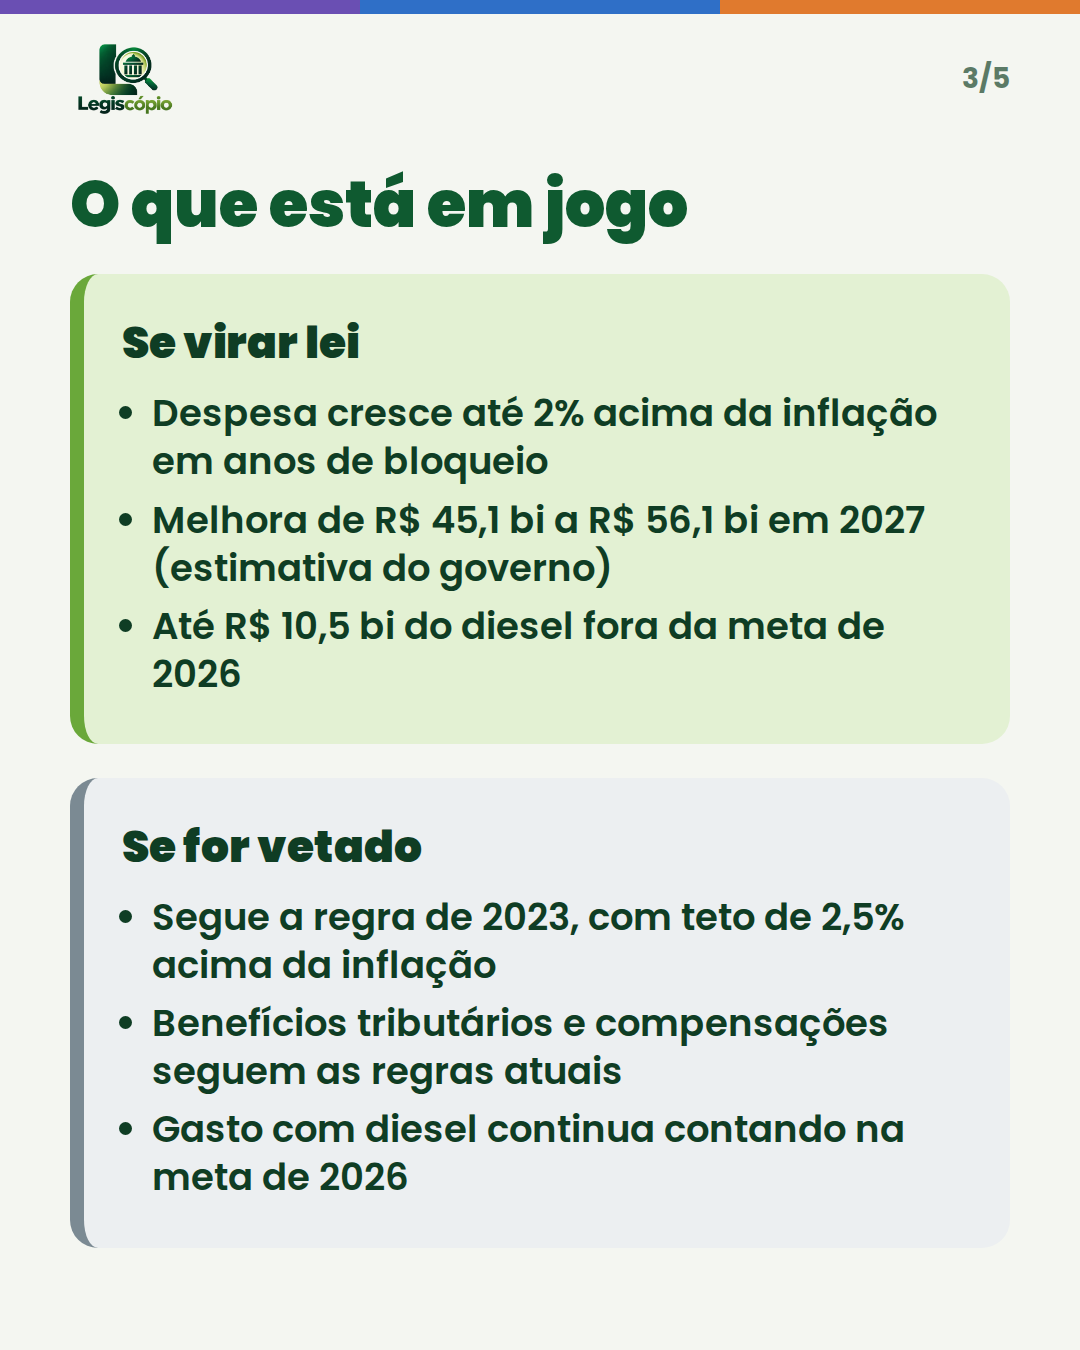 Legiscópio
3/5
O que está em jogo
Se virar lei
• Despesa cresce até 2% acima da inflação
em anos de bloqueio
• Melhora de R$ 45,1 bi a R$ 56,1 bi em 2027
(estimativa do governo)
• Até R$ 10,5 bi do diesel fora da meta de
2026
Se for vetado
• Segue a regra de 2023, com teto de 2,5%
acima da inflação
• Benefícios tributários e compensações
seguem as regras atuais
• Gasto com diesel continua contando na
meta de 2026